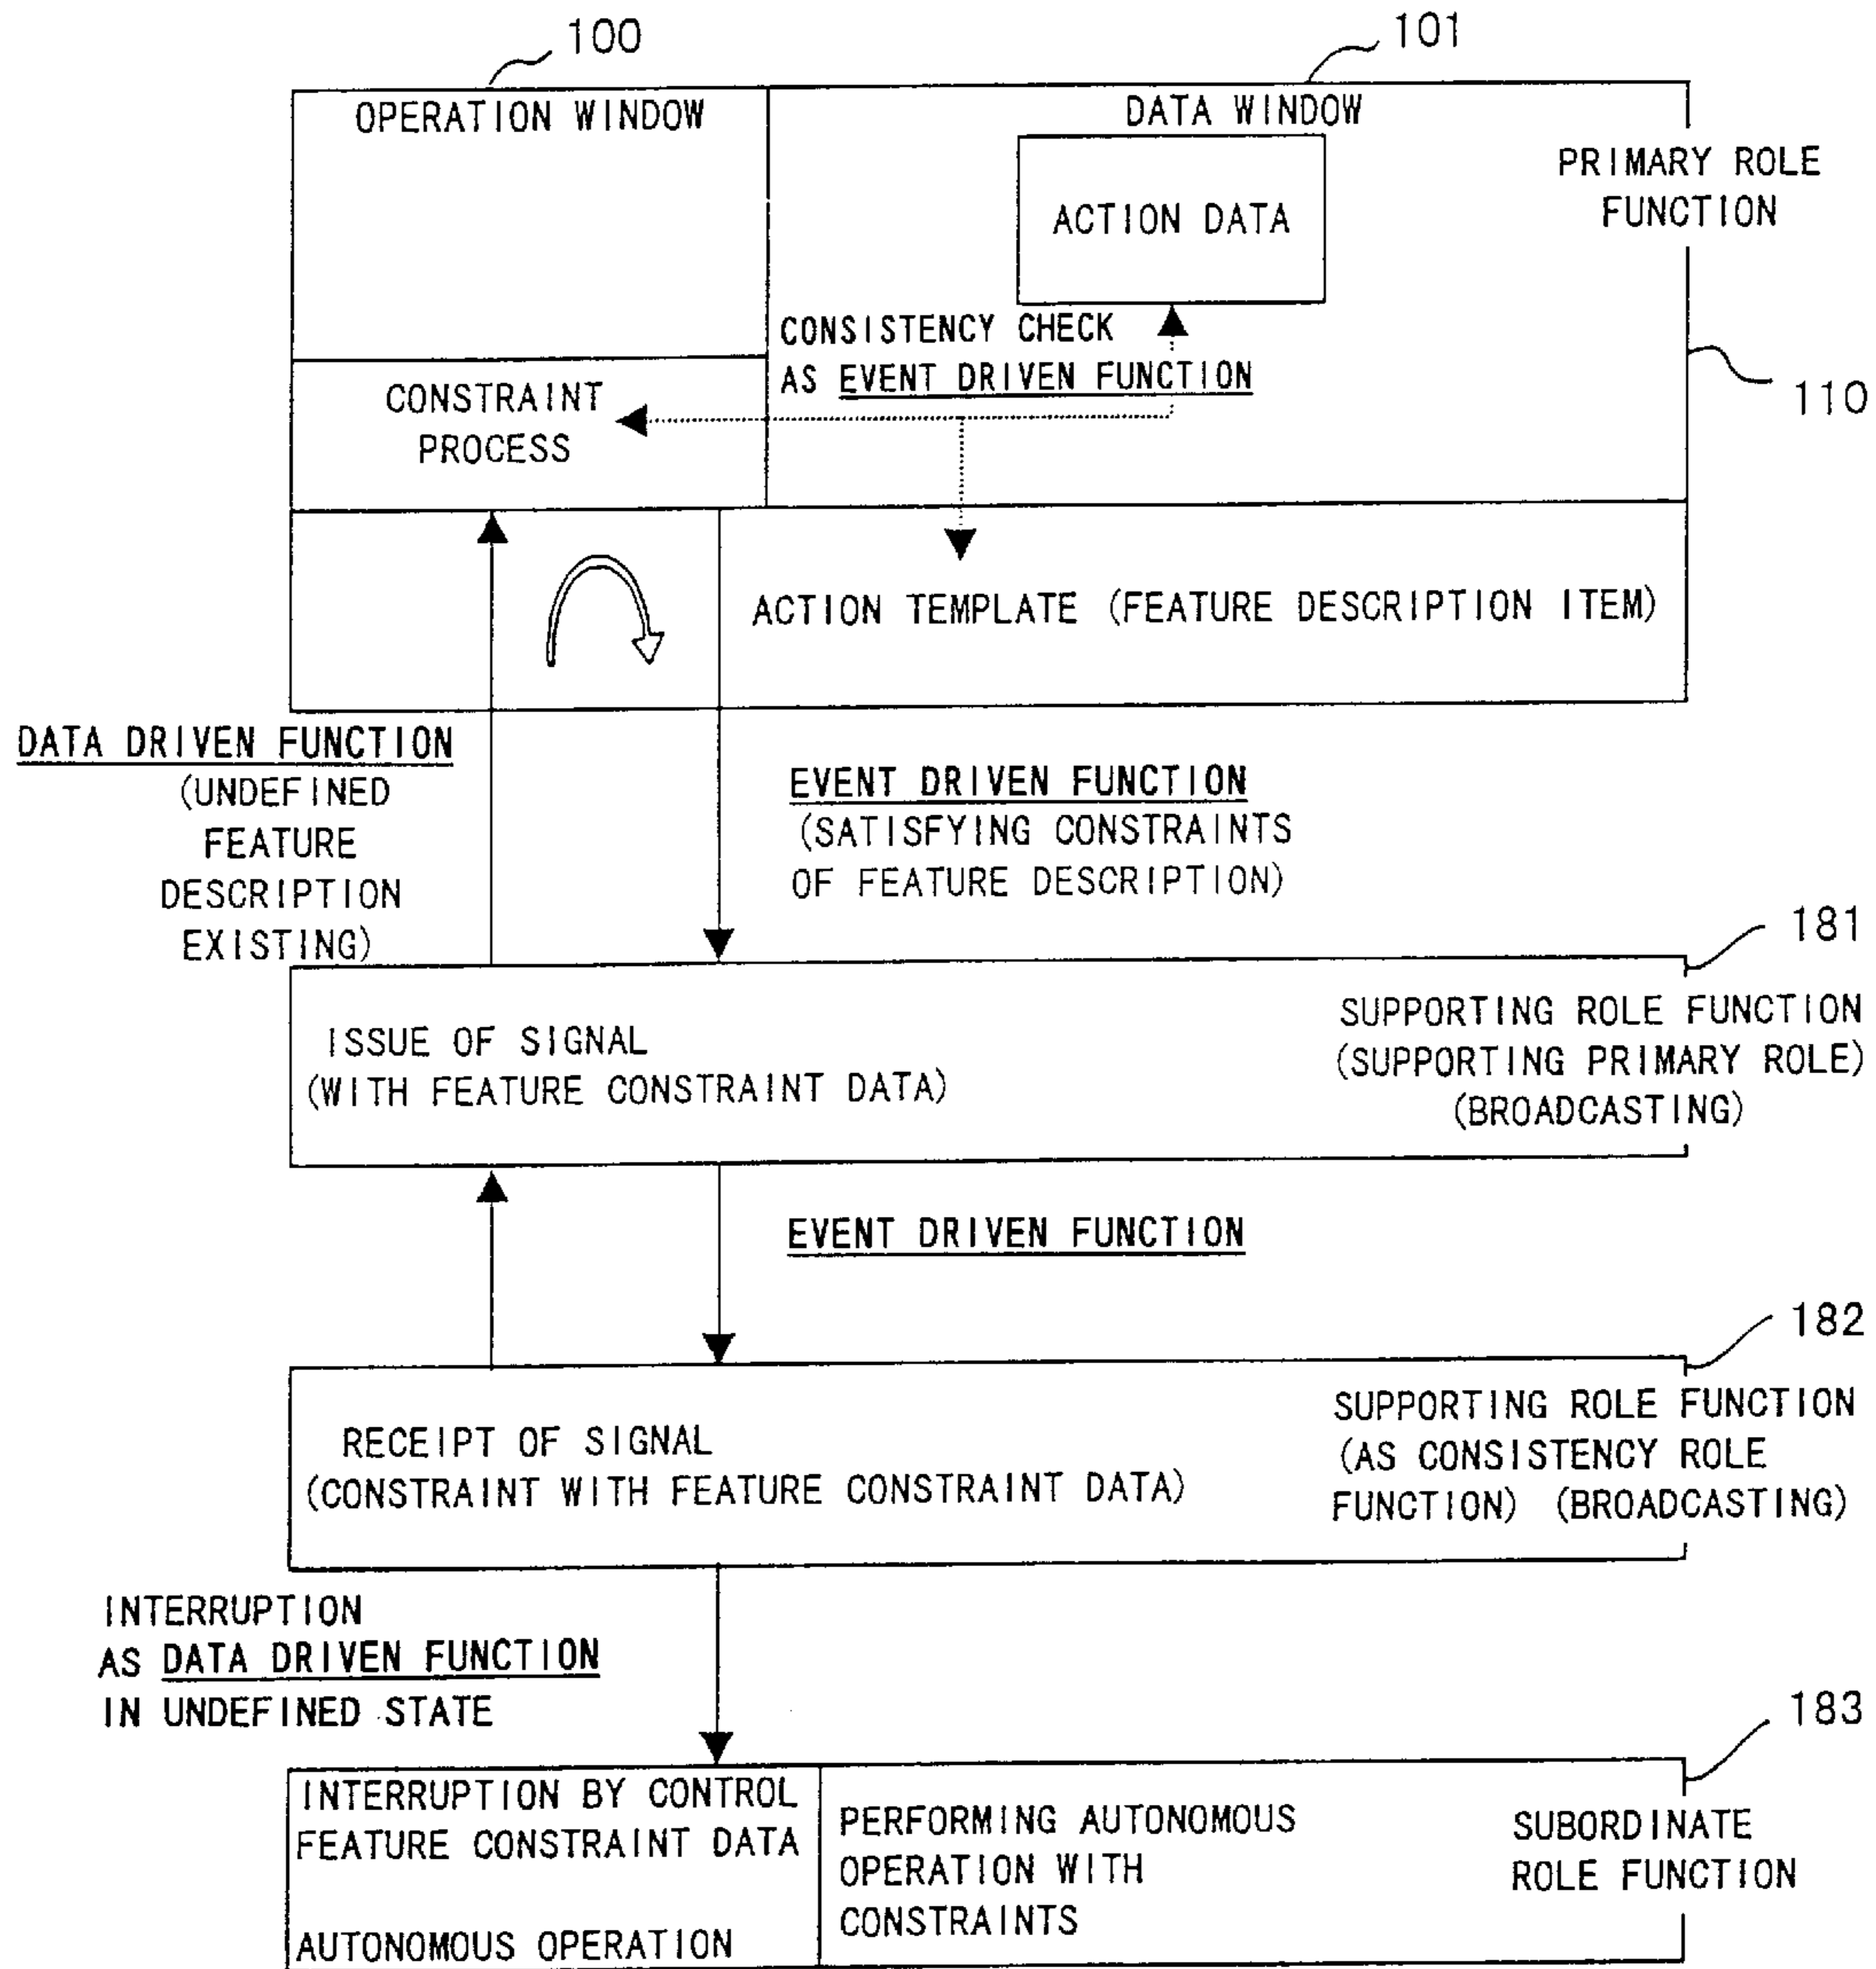 100
101
OPERATION WINDOW
DATA WINDOW
PRIMARY ROLE
FUNCTION
ACTION DATA
CONSISTENCY CHECK
AS EVENT DRIVEN FUNCTION
110
CONSTRAINT
PROCESS
ACTION TEMPLATE (FEATURE DESCRIPTION ITEM)
DATA DRIVEN FUNCTION
(UNDEFINED
FEATURE
DESCRIPTION
EXISTING)
EVENT DRIVEN FUNCTION
(SATISFYING CONSTRAINTS
OF FEATURE DESCRIPTION)
181
ISSUE OF SIGNAL
(WITH FEATURE CONSTRAINT DATA)
SUPPORTING ROLE FUNCTION
(SUPPORTING PRIMARY ROLE)
(BROADCASTING)
EVENT DRIVEN FUNCTION
182
RECEIPT OF SIGNAL
(CONSTRAINT WITH FEATURE CONSTRAINT DATA)
SUPPORTING ROLE FUNCTION
(AS CONSISTENCY ROLE
FUNCTION) (BROADCASTING)
INTERRUPTION
AS DATA DRIVEN FUNCTION
IN UNDEFINED STATE
183
INTERRUPTION BY CONTROL
FEATURE CONSTRAINT DATA
AUTONOMOUS OPERATION
PERFORMING AUTONOMOUS
OPERATION WITH
CONSTRAINTS
SUBORDINATE
ROLE FUNCTION